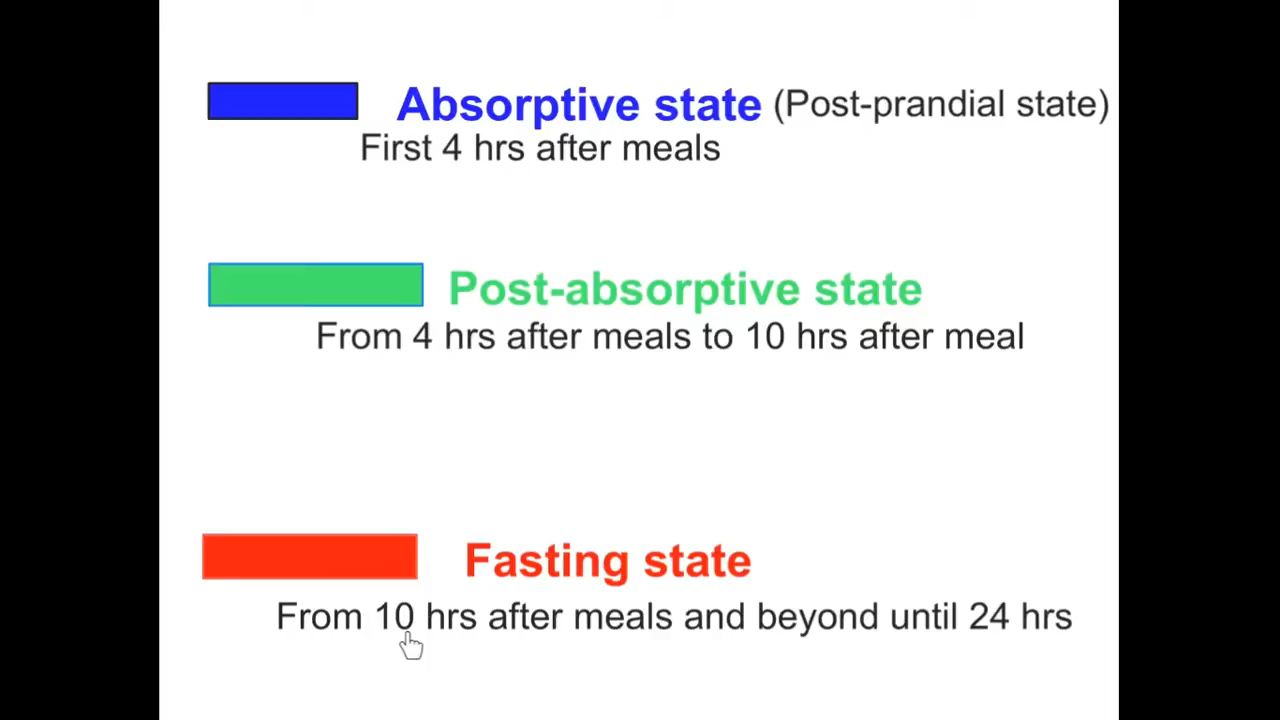 Absorptive state (Post-prandial state)
First 4 hrs after meals
Post-absorptive state
From 4 hrs after meals to 10 hrs after meal
Fasting state
From 10 hrs after meals and beyond until 24 hrs